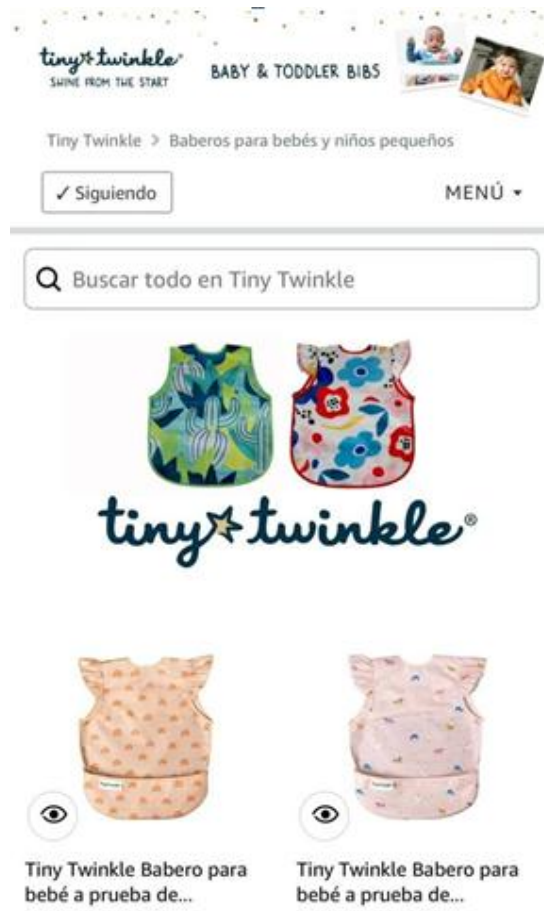 tiny twinkle
SHINE FROM THE START
BABY & TODDLER BIBS
Tiny Twinkle > Baberos para bebés y niños pequeños
✓ Siguiendo
MENÚ
Buscar todo en Tiny Twinkle
tiny twinkle®
Tiny Twinkle Babero para
bebé a prueba de...
Tiny Twinkle Babero para
bebé a prueba de...